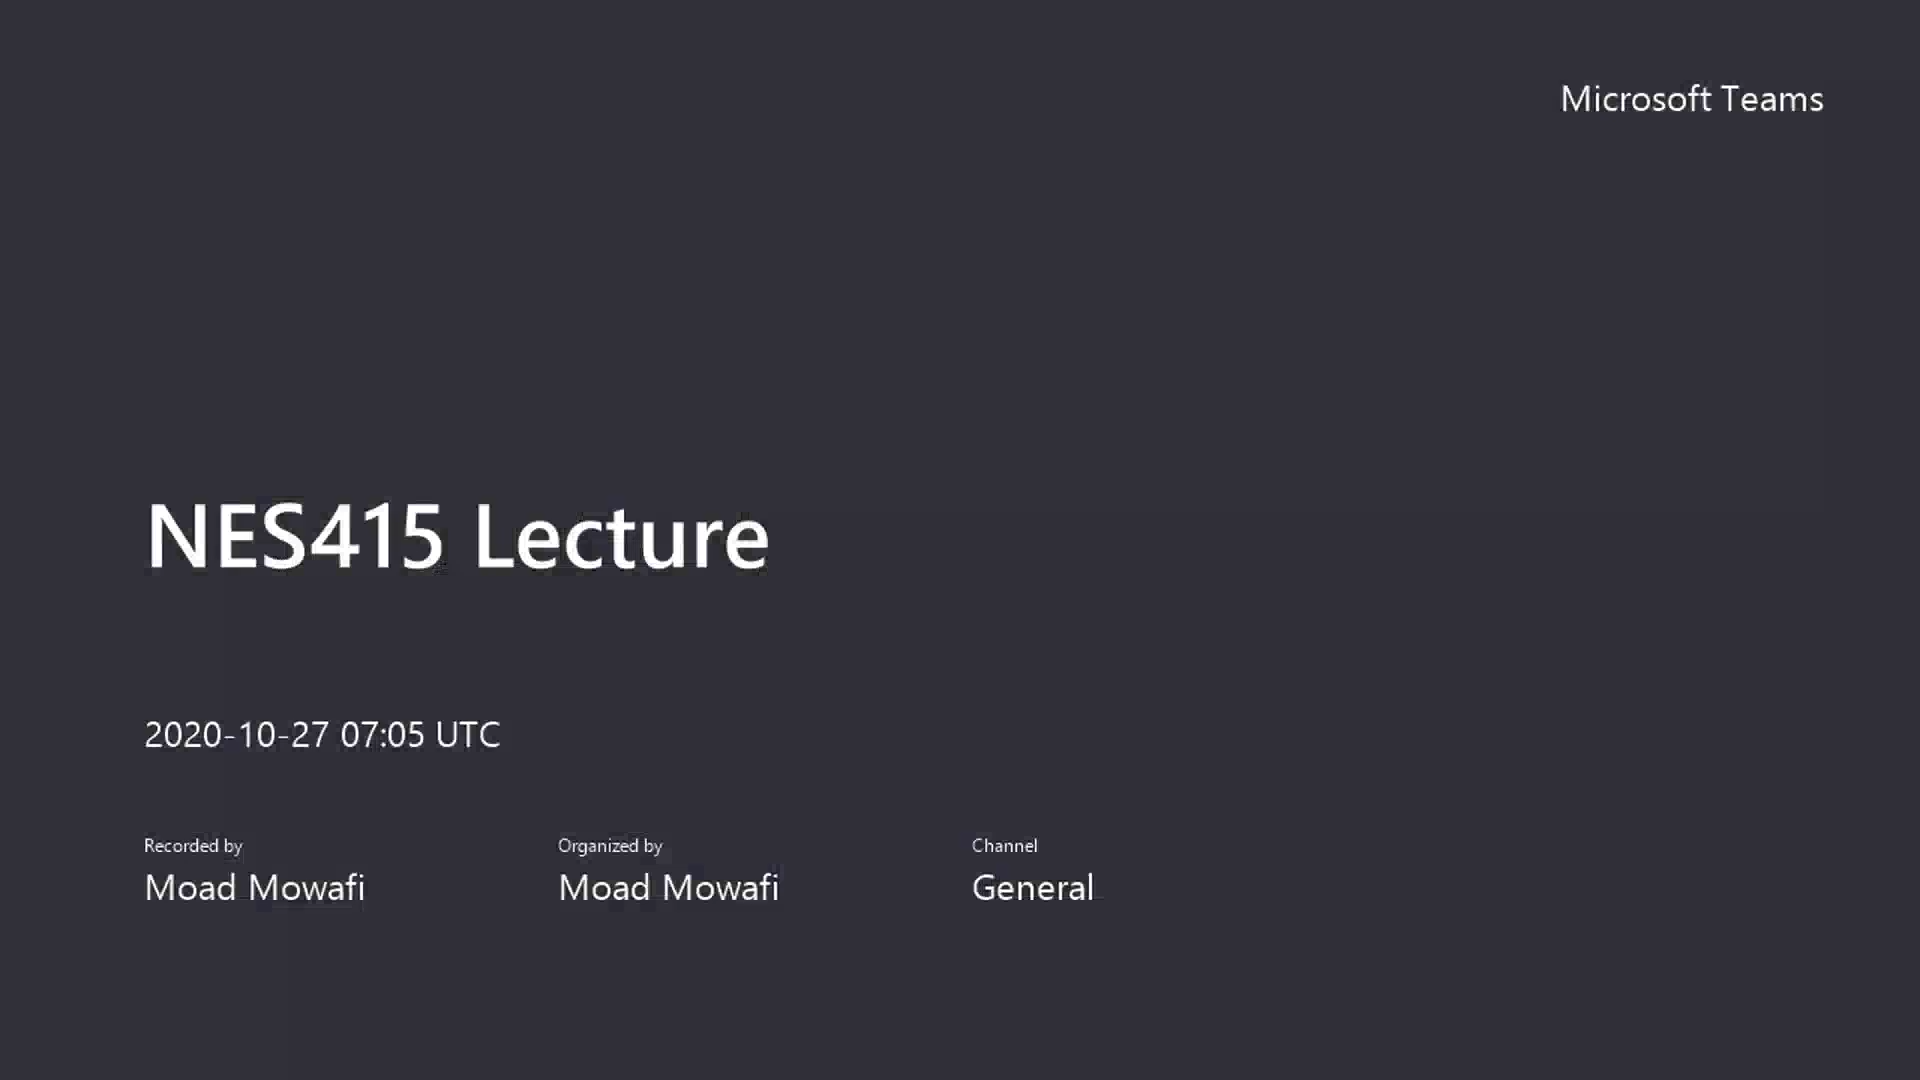 Microsoft Teams
NES415 Lecture
2020-10-27 07:05 UTC
Recorded by
Moad Mowafi
Organized by
Moad Mowafi
Channel
General